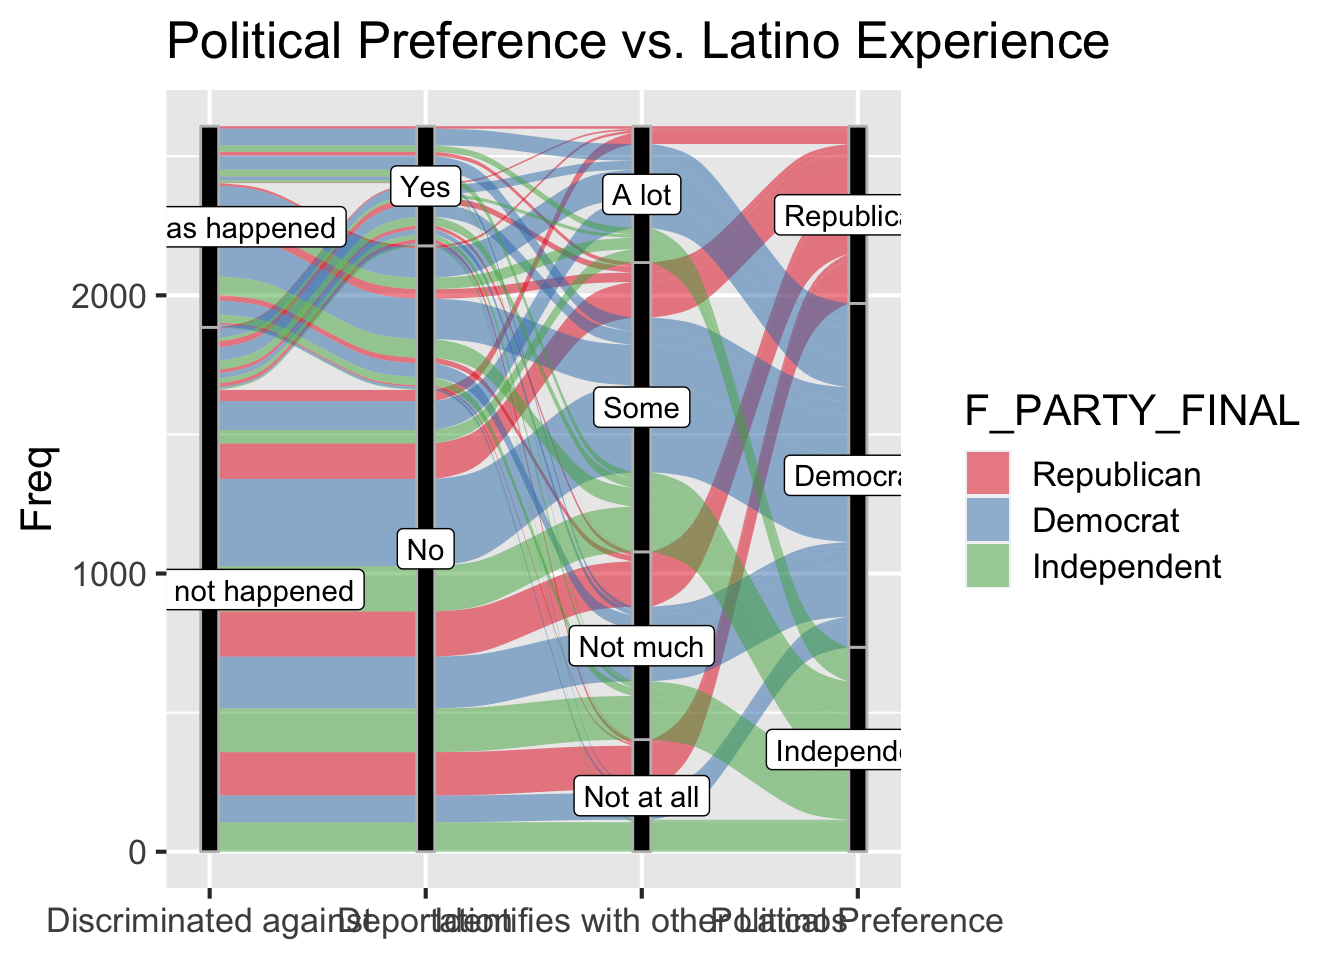 Political Preference vs. Latino Experience
Yes
A lot
Republica
as happened
2000
Some
F_PARTY_FINAL
Republican
Democrat
Independent
Democra
Freq
No
1000
not happened
Not much
Independe
Not at all
0
Discriminated against
Deportation
Identifies with other Latinos
Political Preference